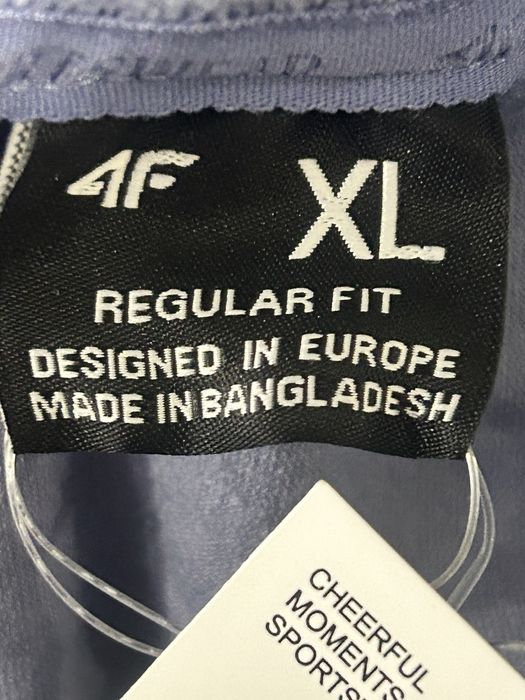 4F XL
REGULAR FIT
DESIGNED IN EUROPE
MADE IN BANGLADESH
CHEERFUL
MOMENTS